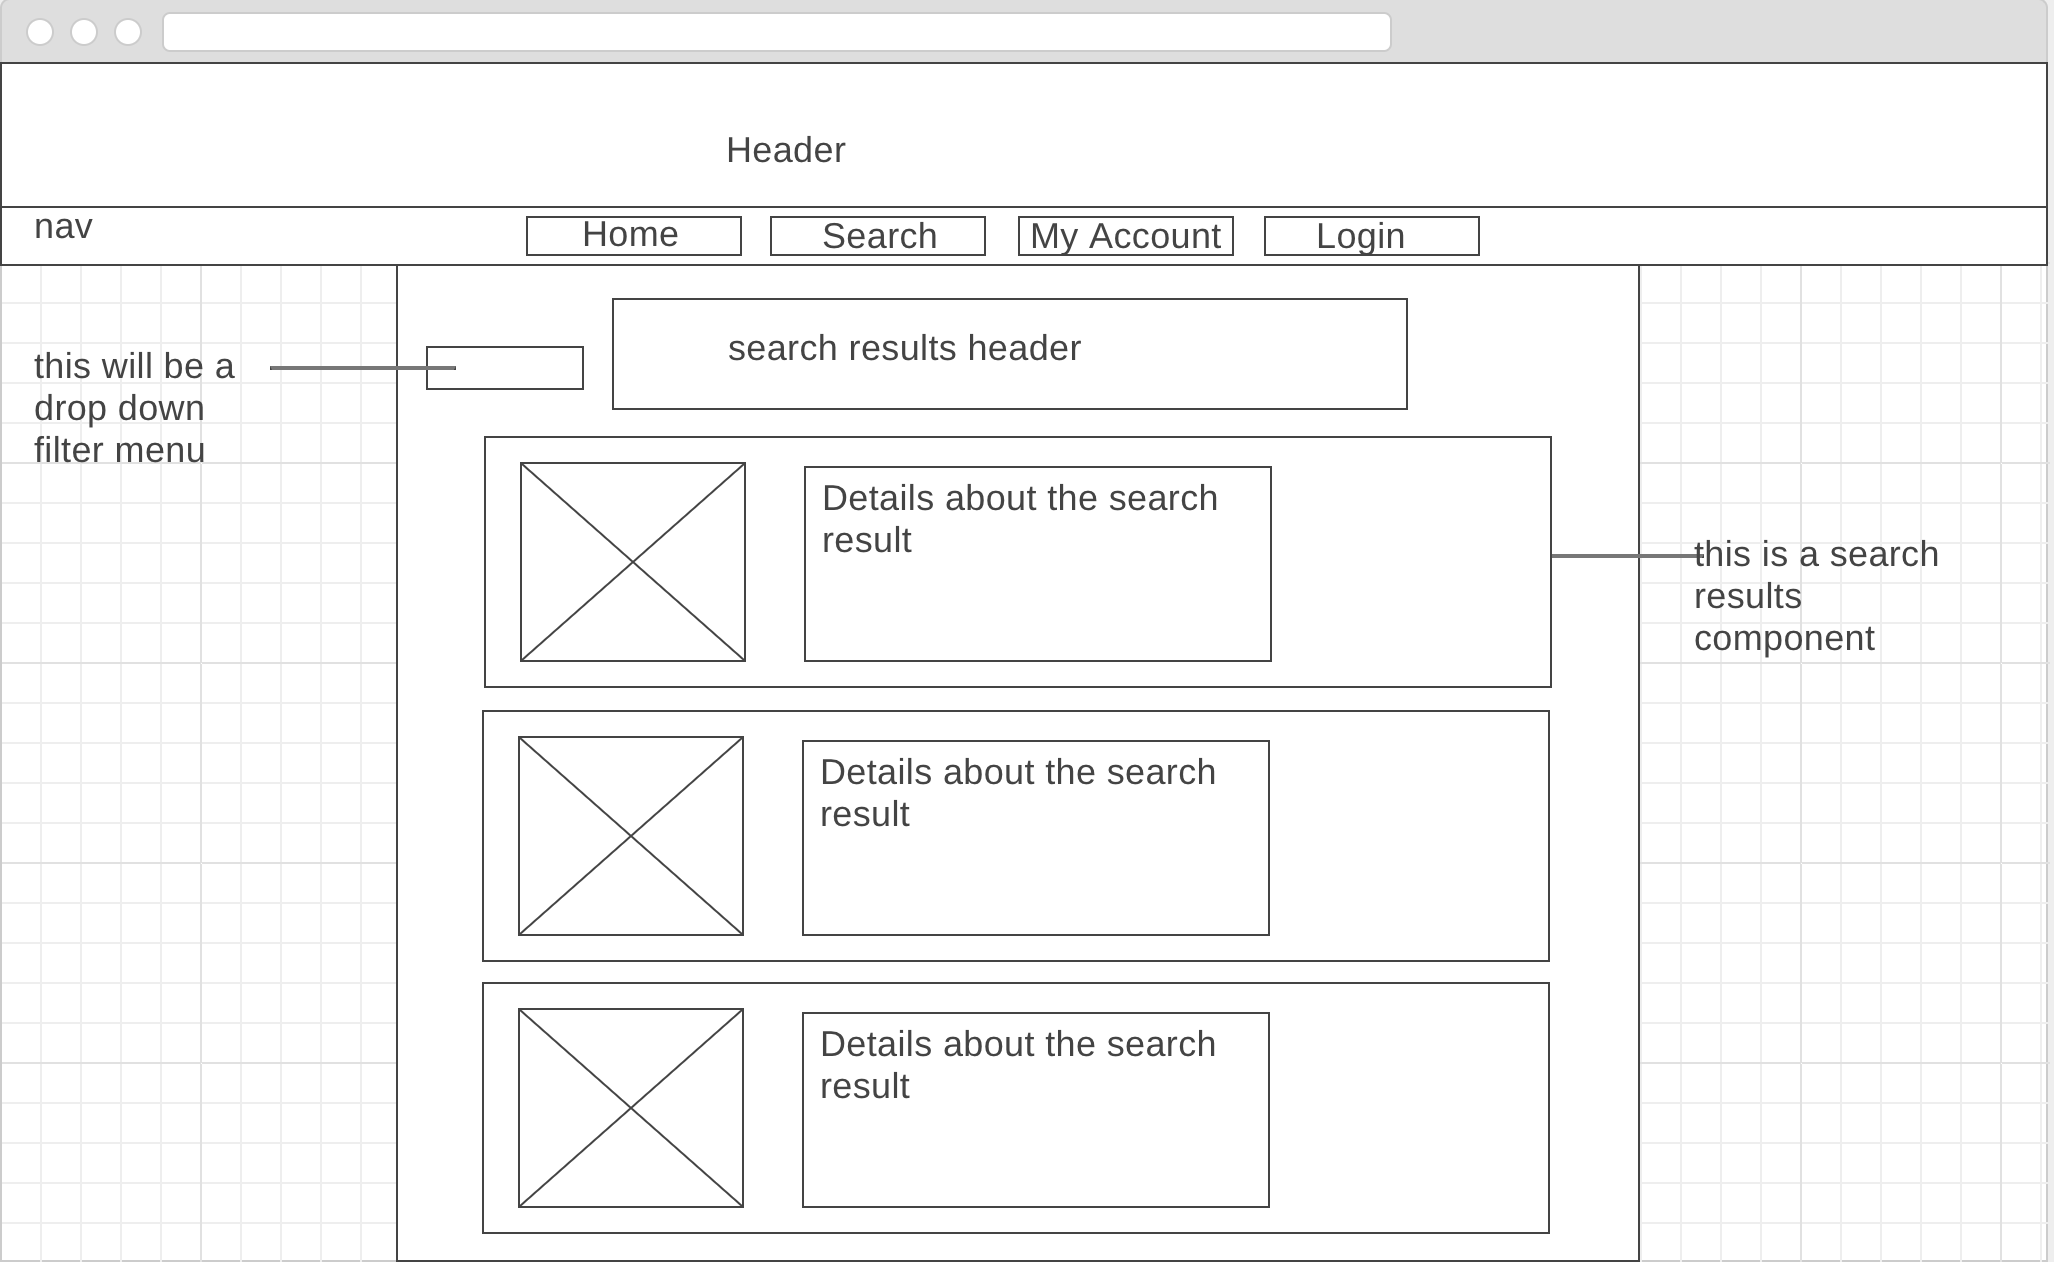 Header
nav
Home
Search
My Account
Login
search results header
this will be a
drop down
filter menu
Details about the search
result
this is a search
results
component
Details about the search
result
Details about the search
result